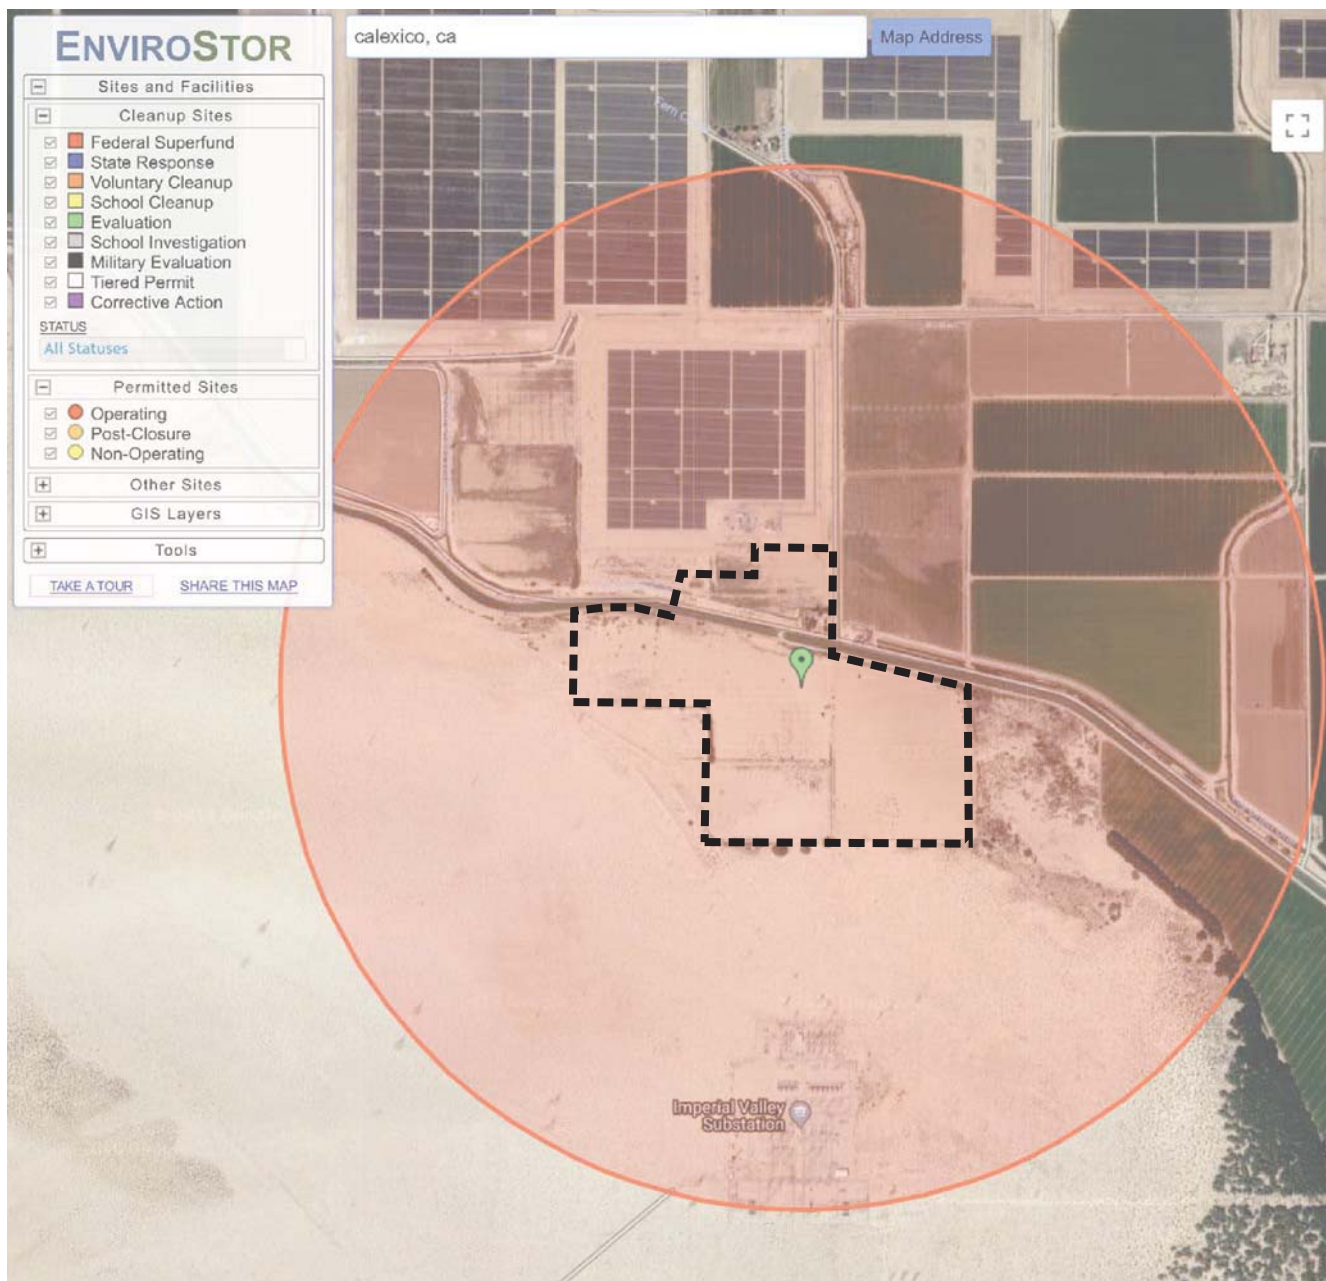 ENVIROSTOR
calexico, ca
Map Address
Sites and Facilities
Cleanup Sites
Federal Superfund
State Response
Voluntary Cleanup
School Cleanup
Evaluation
School Investigation
Military Evaluation
Tiered Permit
Corrective Action
STATUS
All Statuses
Permitted Sites
Operating
Post-Closure
Non-Operating
Other Sites
GIS Layers
Tools
TAKE A TOUR SHARE THIS MAP
Imperial Valley
Substation